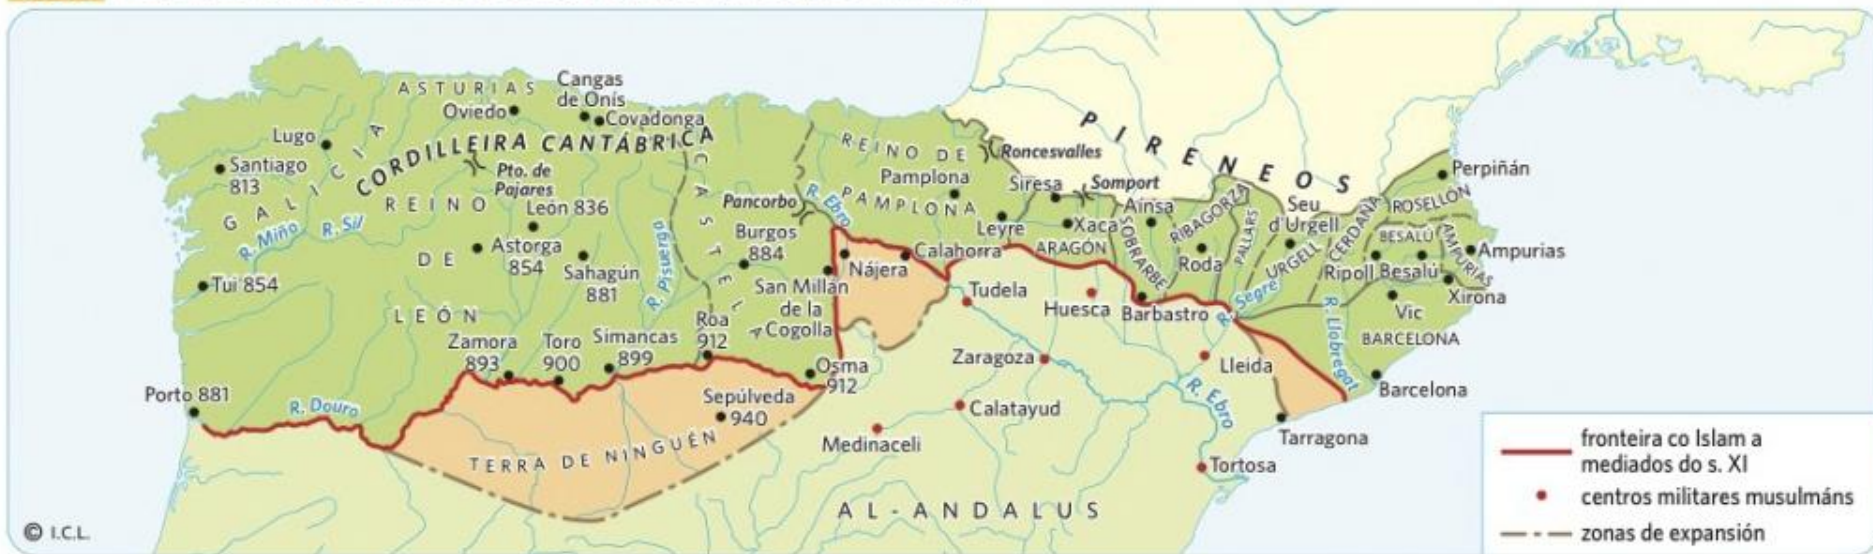 ASTURIAS
Cangas
de Onís
Oviedo
Covadonga
Lugo
CORDILLEIRA CANTÁBRICA
Santiago
813
GALICIA
Pto. de
Pajares
REINO
DE
LEÓN
León 836
R. Miño
R. Sil
Astorga
854
Sahagún
881
R. Pisuerga
Tui 854
CASTELA
Pancorbo
Burgos
884
San Millán
de la
Cogolla
R. Ebro
REINO DE
PAMPLONA
Pamplona
Roncesvalles
PIRENEOS
Siresa
Somport
Leyre
Xaca
ARAGÓN
Aínsa
SOBRARBE
RIBAGORZA
Roda
PALLARS
Seu
d'Urgell
URGELL
CERDANA
Perpiñán
ROSELLÓN
BESALÚ
AMPURIAS
Ampurias
Ripoll
Besalú
Xirona
Vic
BARCELONA
Barcelona
R. Llobregat
R. Segre
Nájera
Calahorra
Tudela
Huesca
Barbastro
Zaragoza
Lleida
R. Ebro
Calatayud
Medinaceli
Tarragona
Tortosa
Zamora
893
Toro
900
Simancas
899
Roa
912
Osma
912
Sepúlveda
940
Porto 881
R. Douro
TERRA DE NINGUÉN
AL-ANDALUS
fronteira co Islam a
mediados do s. XI
centros militares musulmáns
zonas de expansión
© I.C.L.